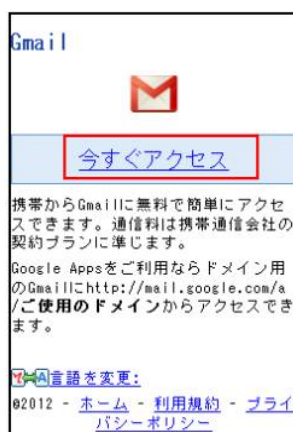 Gmail
今すぐアクセス
携帯からGmailに無料で簡単にアクセ
スできます。通信料は携帯通信会社の
契約プランに準じます。
Google Appsをご利用ならドメイン用
のGmailにhttp://mail.google.com/a
/ご使用のドメインからアクセスでき
ます。
言語を変更:
©2012 - ホーム - 利用規約 - プライ
バシーポリシー